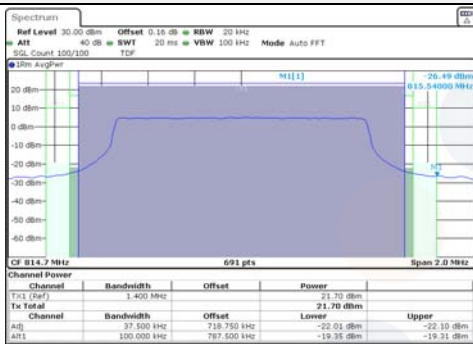 Spectrum
Ref Level 30.00 dBm Offset 0.16 dB RBW 20 kHz
Att 40 dB SWT 20 ms VBW 100 kHz Mode Auto FFT
SGL Count 100/100 TDF
1Rm AvgPwr
M1[1] -26.49 dBm
815.54000 MHz
20 dBm
M1
10 dBm
0 dBm
-10 dBm
-20 dBm
M1
-30 dBm
-40 dBm
-50 dBm
-60 dBm
CF 814.7 MHz 691 pts Span 2.0 MHz
Channel Power
Channel Bandwidth Offset Power
TX1 (Ref) 1.400 MHz 21.70 dBm
Tx Total 21.70 dBm
Channel Bandwidth Offset Lower Upper
Adj 37.500 kHz 718.750 kHz -22.01 dBm -22.10 dBm
Alt1 100.000 kHz 787.500 kHz -19.35 dBm -19.31 dBm